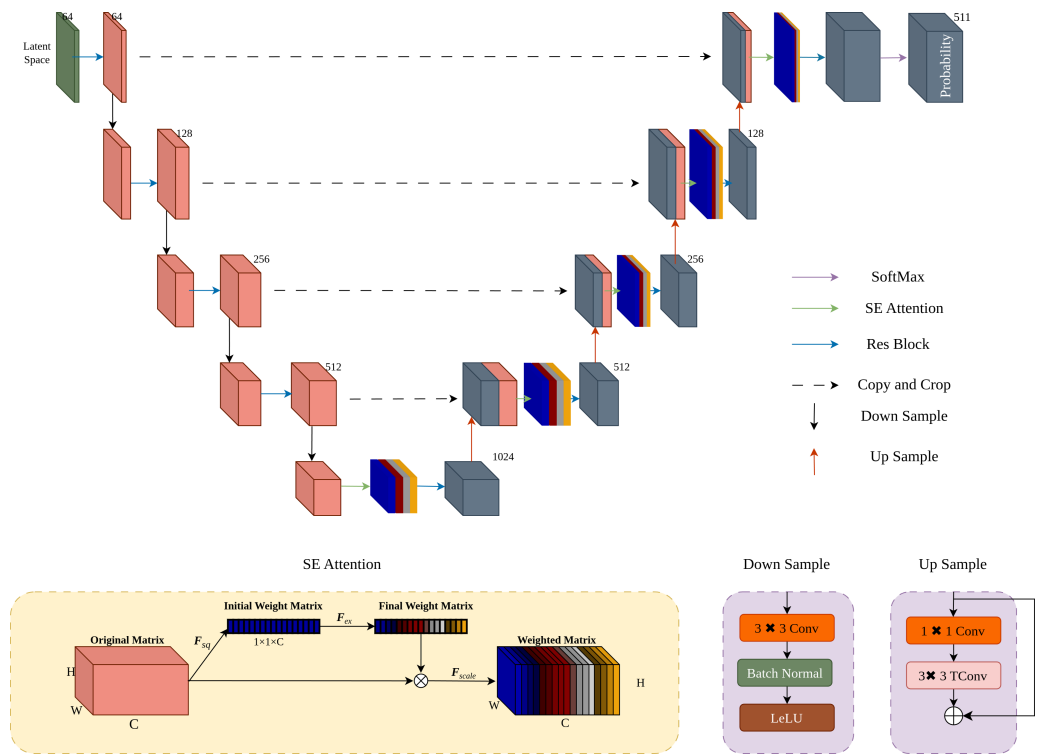 64
64
511
Latent
Space
Probability
128
128
256
256
512
512
1024
SoftMax
SE Attention
Res Block
Copy and Crop
Down Sample
Up Sample
SE Attention
Down Sample
Up Sample
Initial Weight Matrix
Final Weight Matrix
F_ex
1×1×C
F_sq
Original Matrix
Weighted Matrix
H
W
C
F_scale
W
C
H
3 ✖ 3 Conv
Batch Normal
LeLU
1 ✖ 1 Conv
3✖ 3 TConv